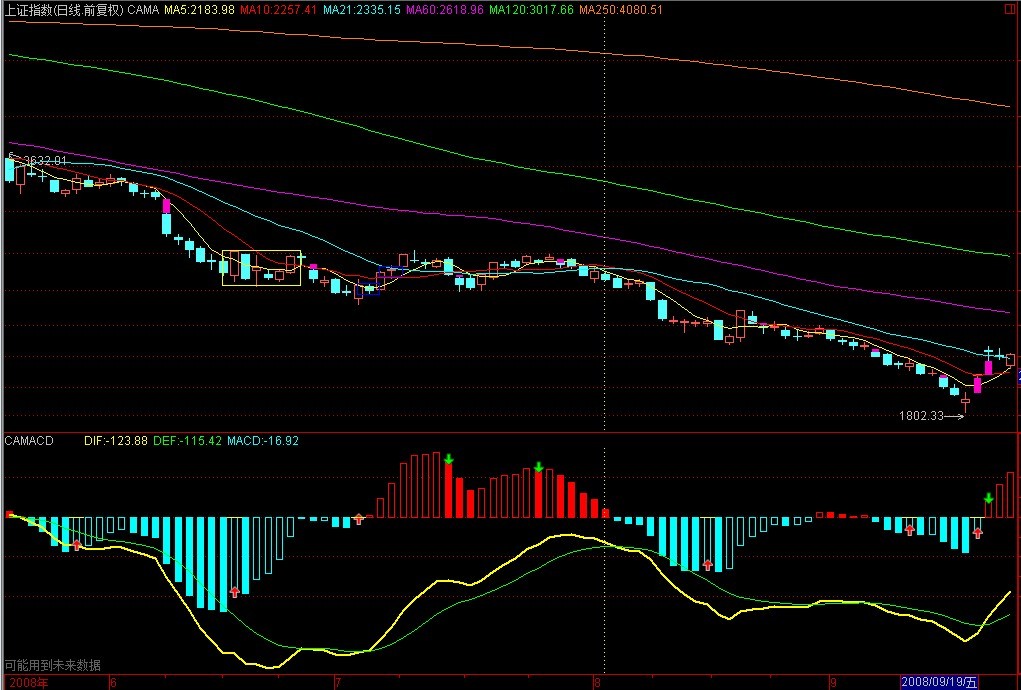 上证指数(日线.前复权) CAMA MA5:2183.98 MA10:2257.41 MA21:2335.15 MA60:2618.96 MA120:3017.66 MA250:4080.51
3632.01
1802.33
CAMACD DIF:-123.88 DEF:-115.42 MACD:-16.92
可能用到未来数据
2008年 6 7 8 9 2008/09/19/五